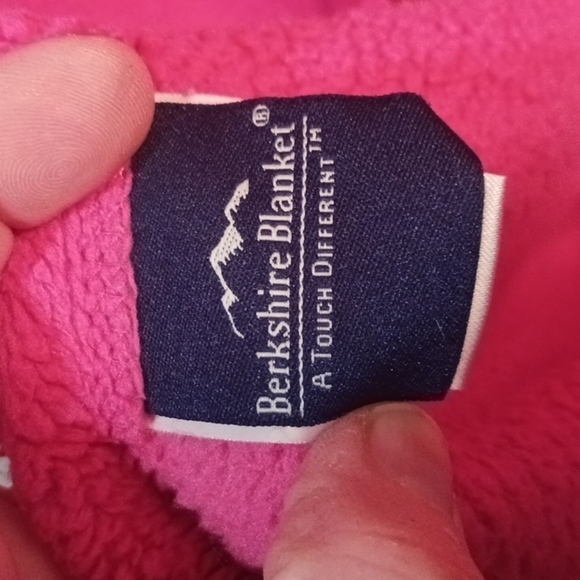 Berkshire Blanket®
A TOUCH DIFFERENT™